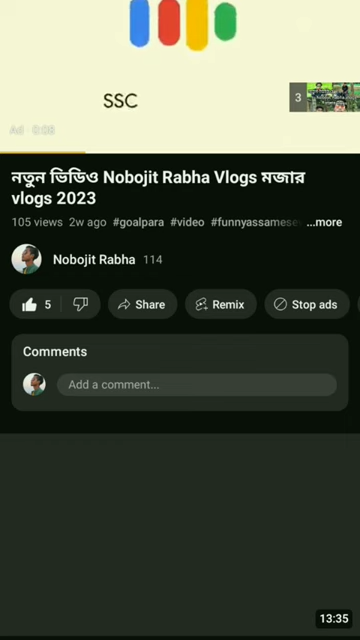 SSC
3
Ad · 0:08
নতুন ভিডিও Nobojit Rabha Vlogs মজার
vlogs 2023
105 views 2w ago #goalpara #video #funnyassamese ...more
Nobojit Rabha 114
5 Share Remix Stop ads
Comments
Add a comment...
13:35